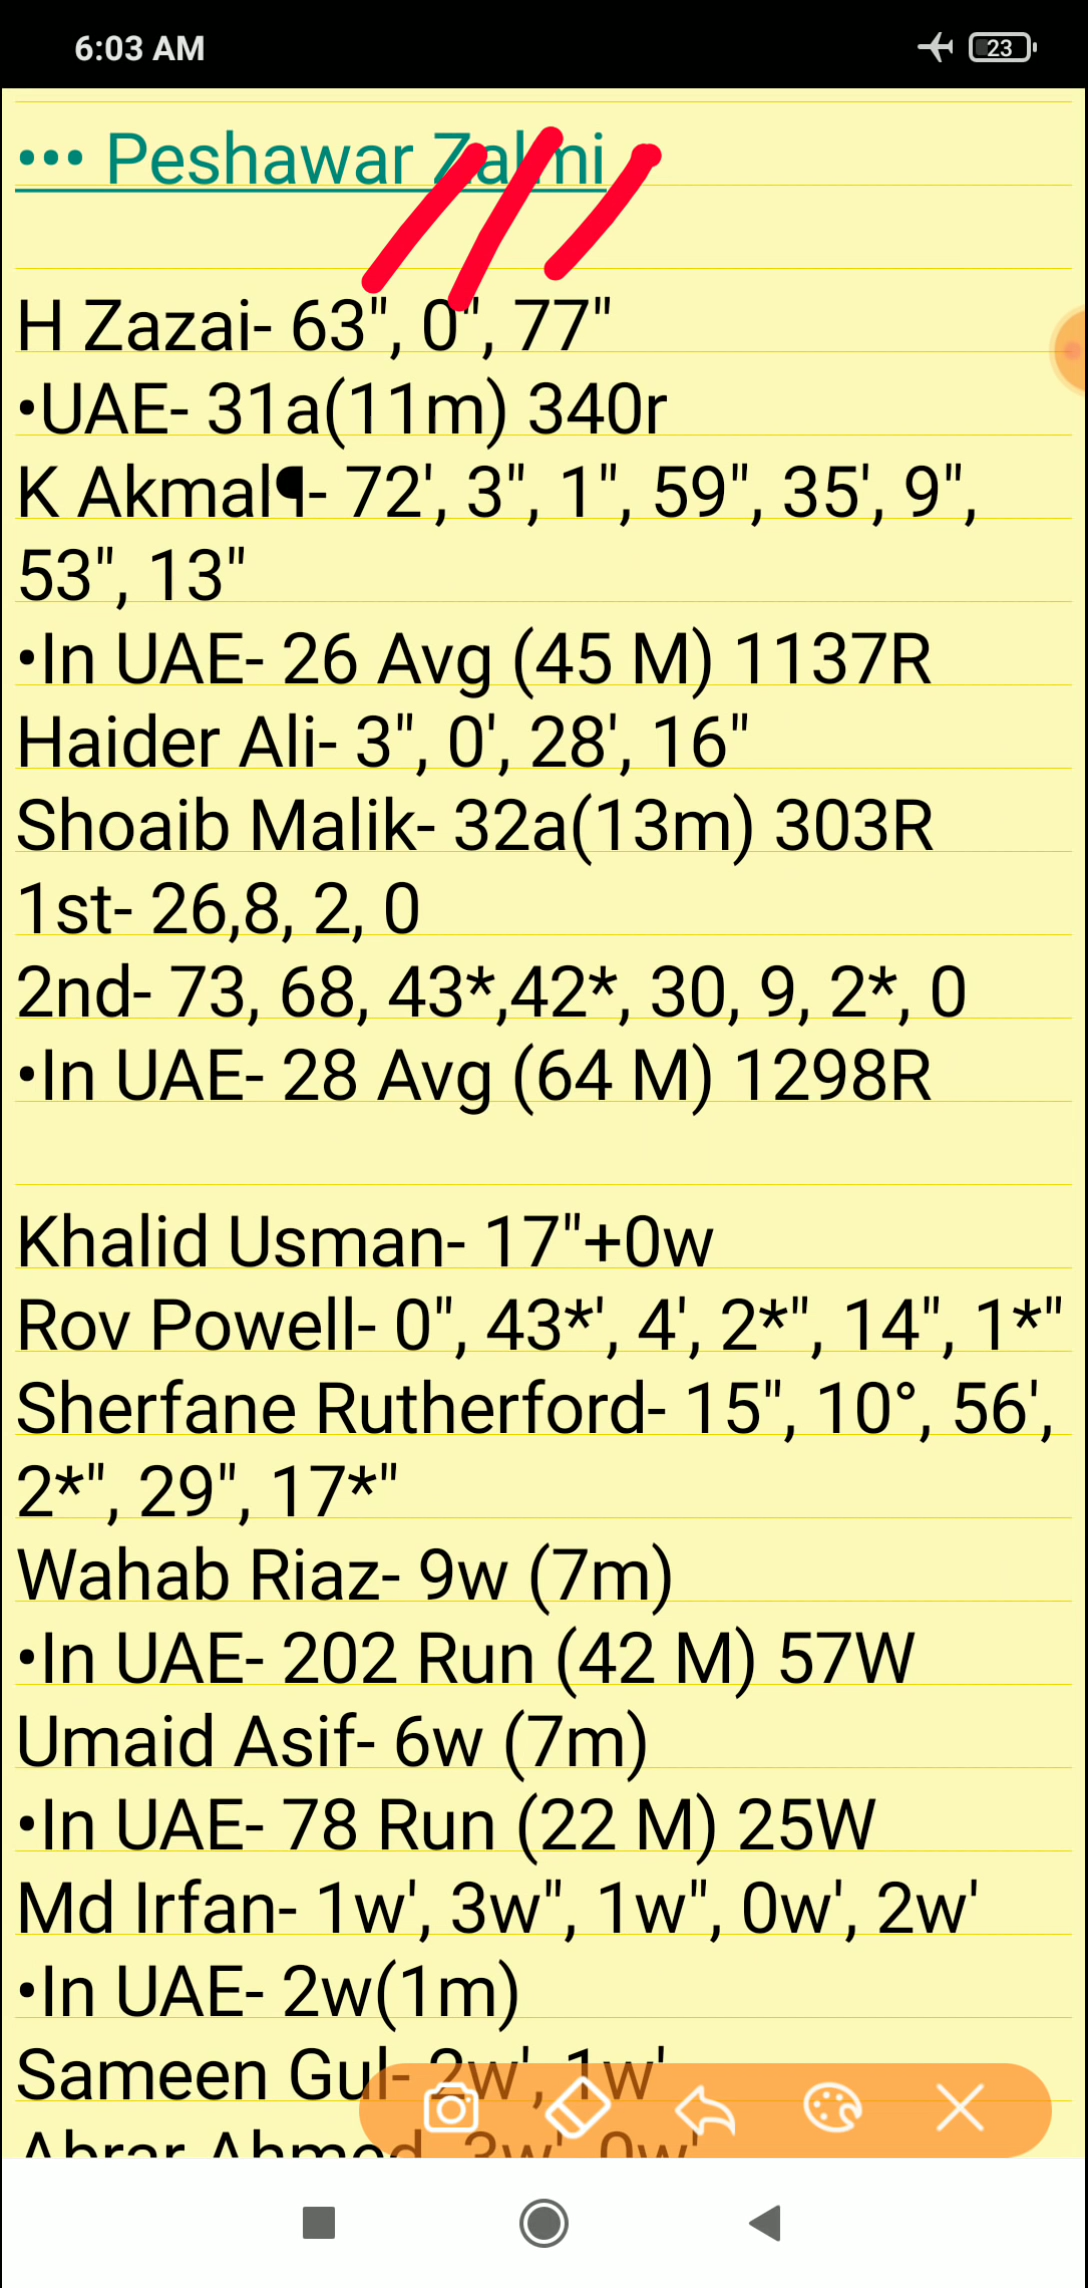 6:03 AM
23
••• Peshawar Zalmi
H Zazai- 63", 0", 77"
•UAE- 31a(11m) 340r
K Akmal¶- 72', 3", 1", 59", 35', 9",
53", 13"
•In UAE- 26 Avg (45 M) 1137R
Haider Ali- 3", 0', 28', 16"
Shoaib Malik- 32a(13m) 303R
1st- 26,8, 2, 0
2nd- 73, 68, 43*,42*, 30, 9, 2*, 0
•In UAE- 28 Avg (64 M) 1298R
Khalid Usman- 17"+0w
Rov Powell- 0", 43*', 4', 2*", 14", 1*"
Sherfane Rutherford- 15", 10°, 56',
2*", 29", 17*"
Wahab Riaz- 9w (7m)
•In UAE- 202 Run (42 M) 57W
Umaid Asif- 6w (7m)
•In UAE- 78 Run (22 M) 25W
Md Irfan- 1w', 3w", 1w", 0w', 2w'
•In UAE- 2w(1m)
Sameen Gul- 2w', 1w'
Abrar Ahmed- 3w', 0w'